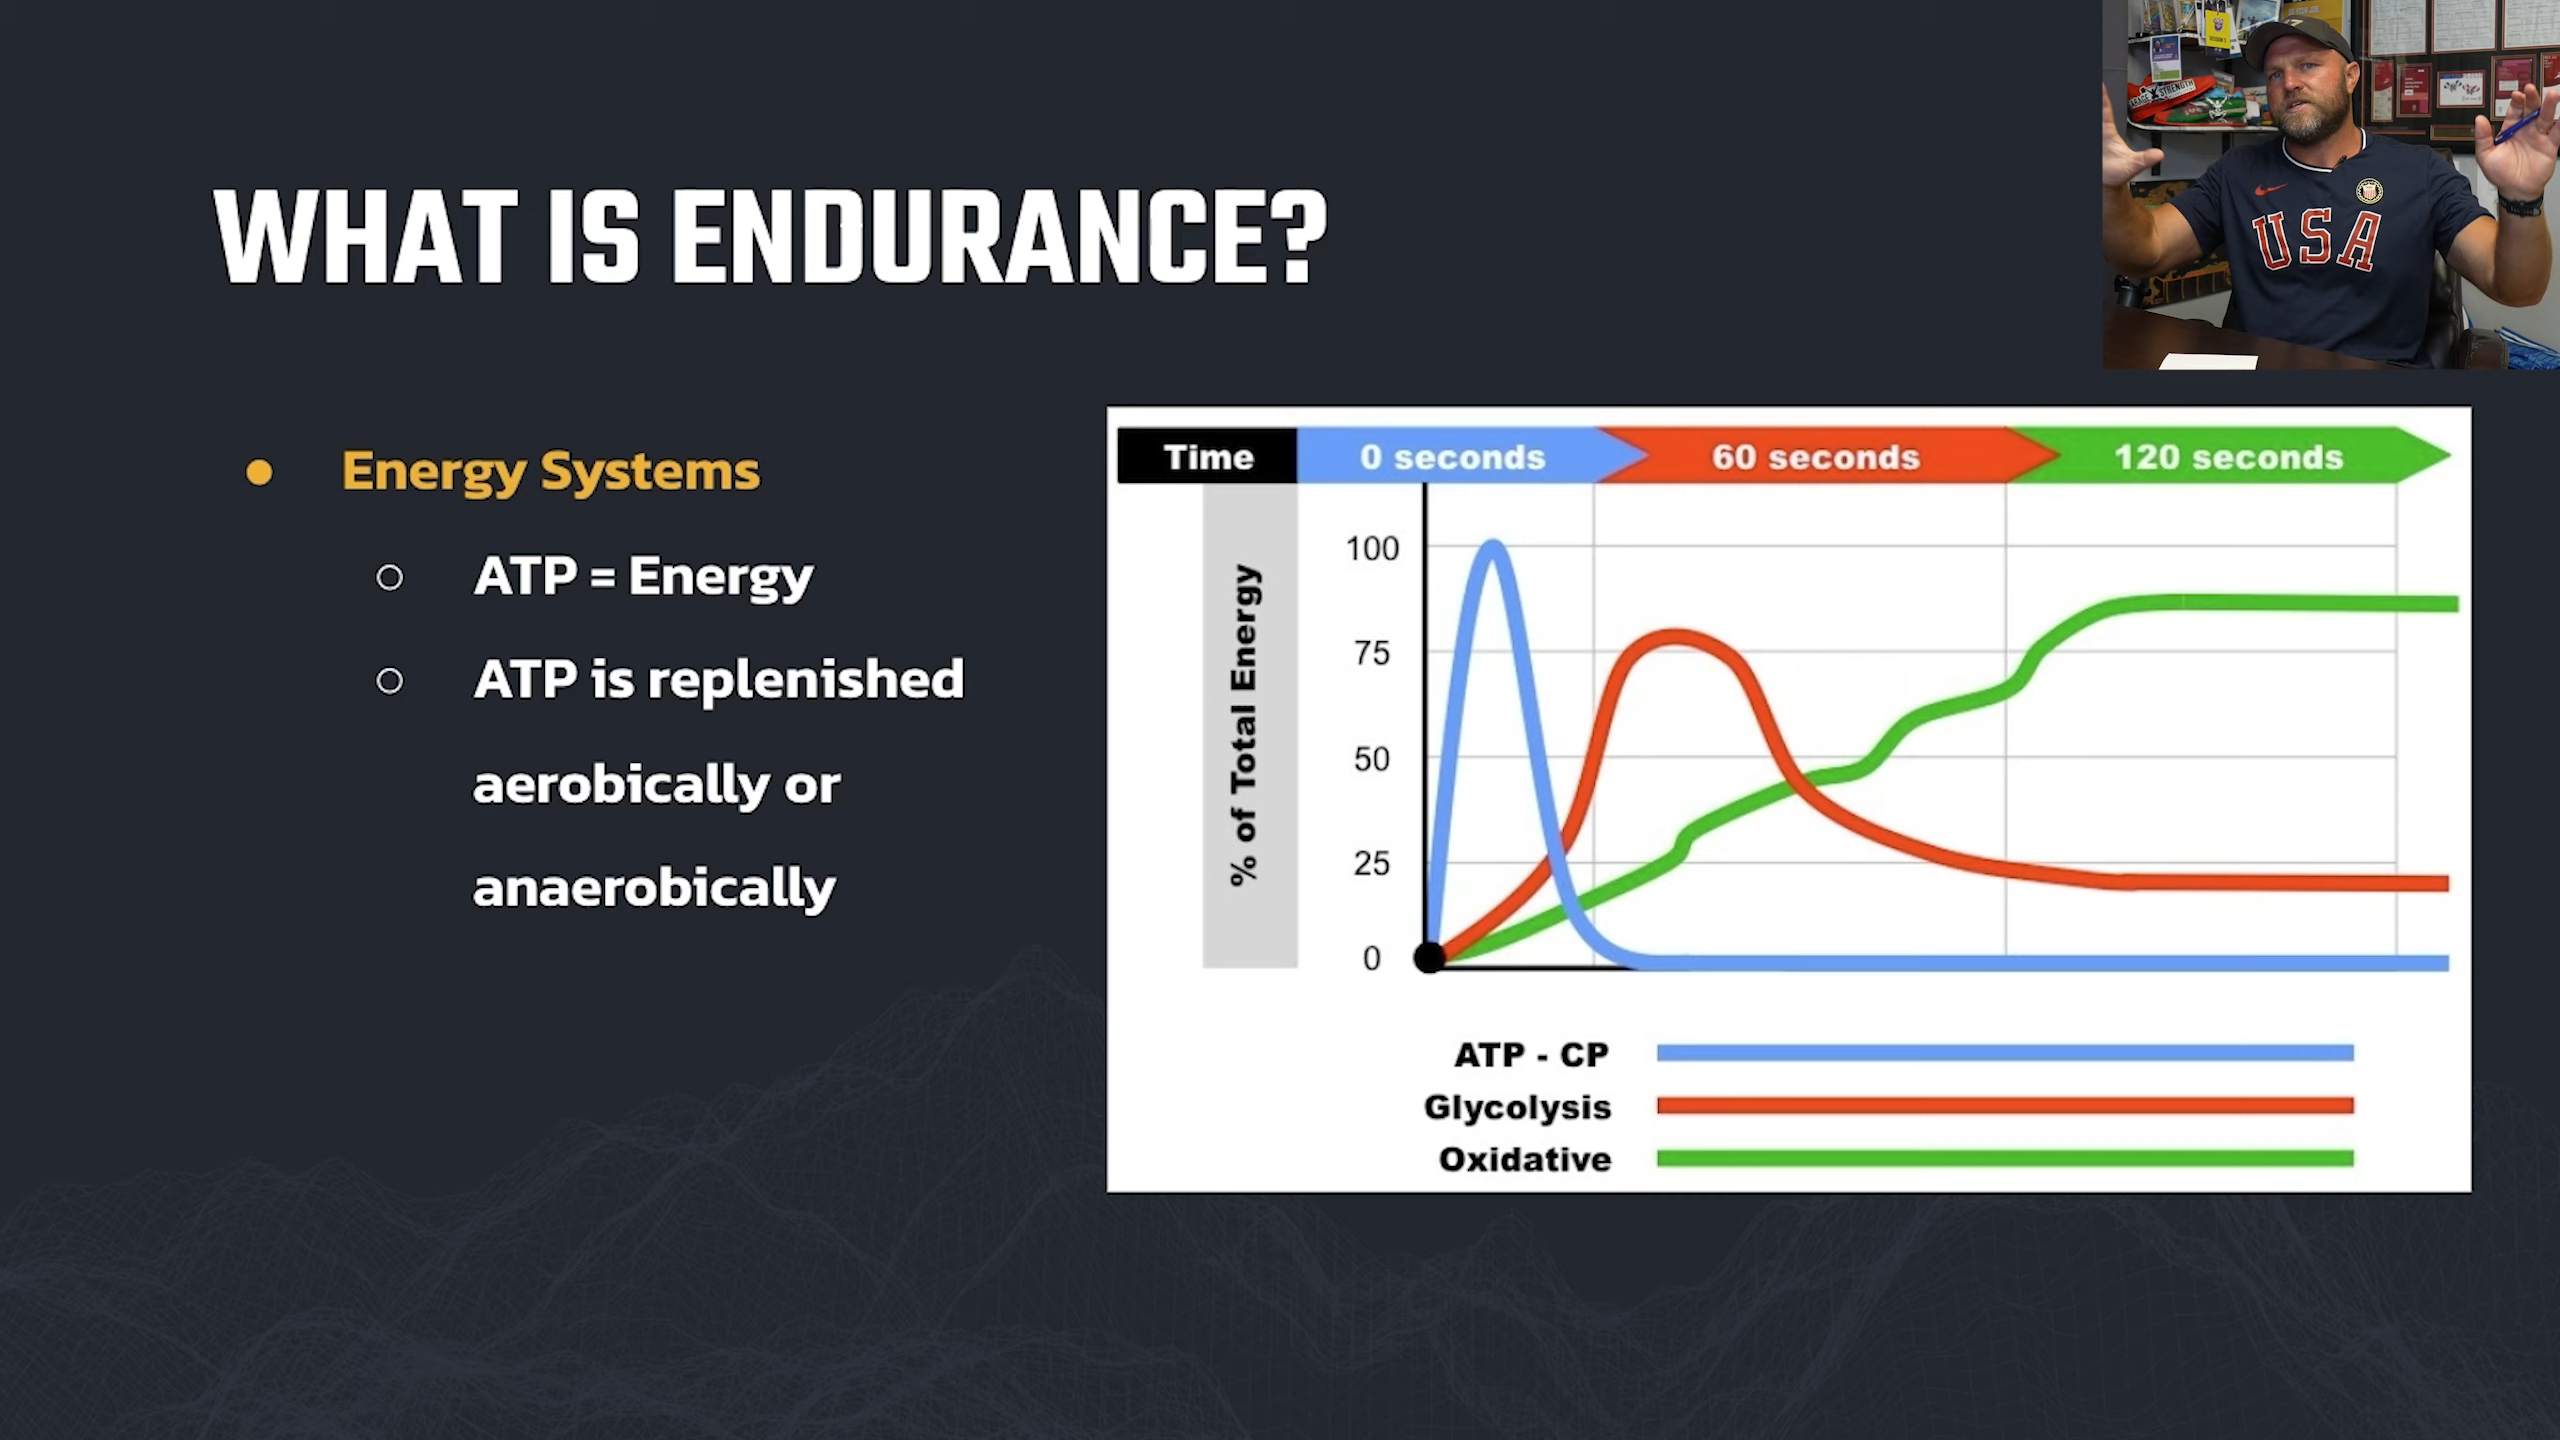 WHAT IS ENDURANCE?
Energy Systems
ATP = Energy
ATP is replenished
aerobically or
anaerobically
Time
0 seconds
60 seconds
120 seconds
% of Total Energy
100
75
50
25
0
ATP - CP
Glycolysis
Oxidative
USA
STRENGTH